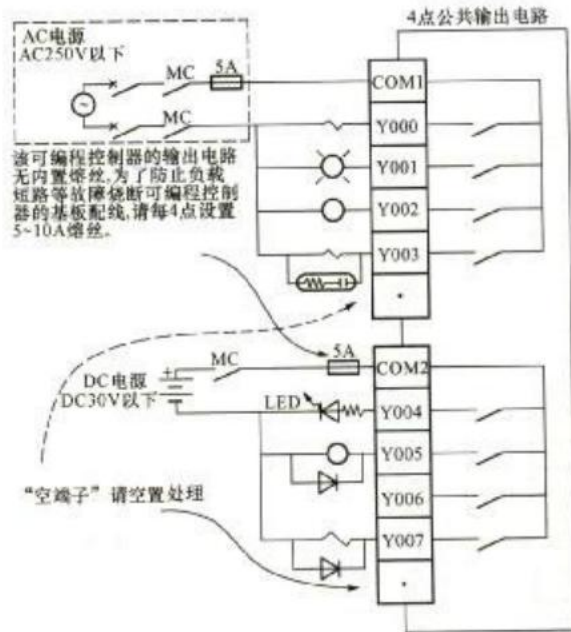 4点公共输出电路
AC电源
AC250V以下
MC
5A
MC
COM1
Y000
Y001
Y002
Y003
该可编程控制器的输出电路
无内置熔丝,为了防止负载
短路等故障烧断可编程控制
器的基板配线,请每4点设置
5~10A熔丝。
MC
5A
DC电源
DC30V以下
LED
COM2
Y004
Y005
Y006
Y007
“空端子”请空置处理